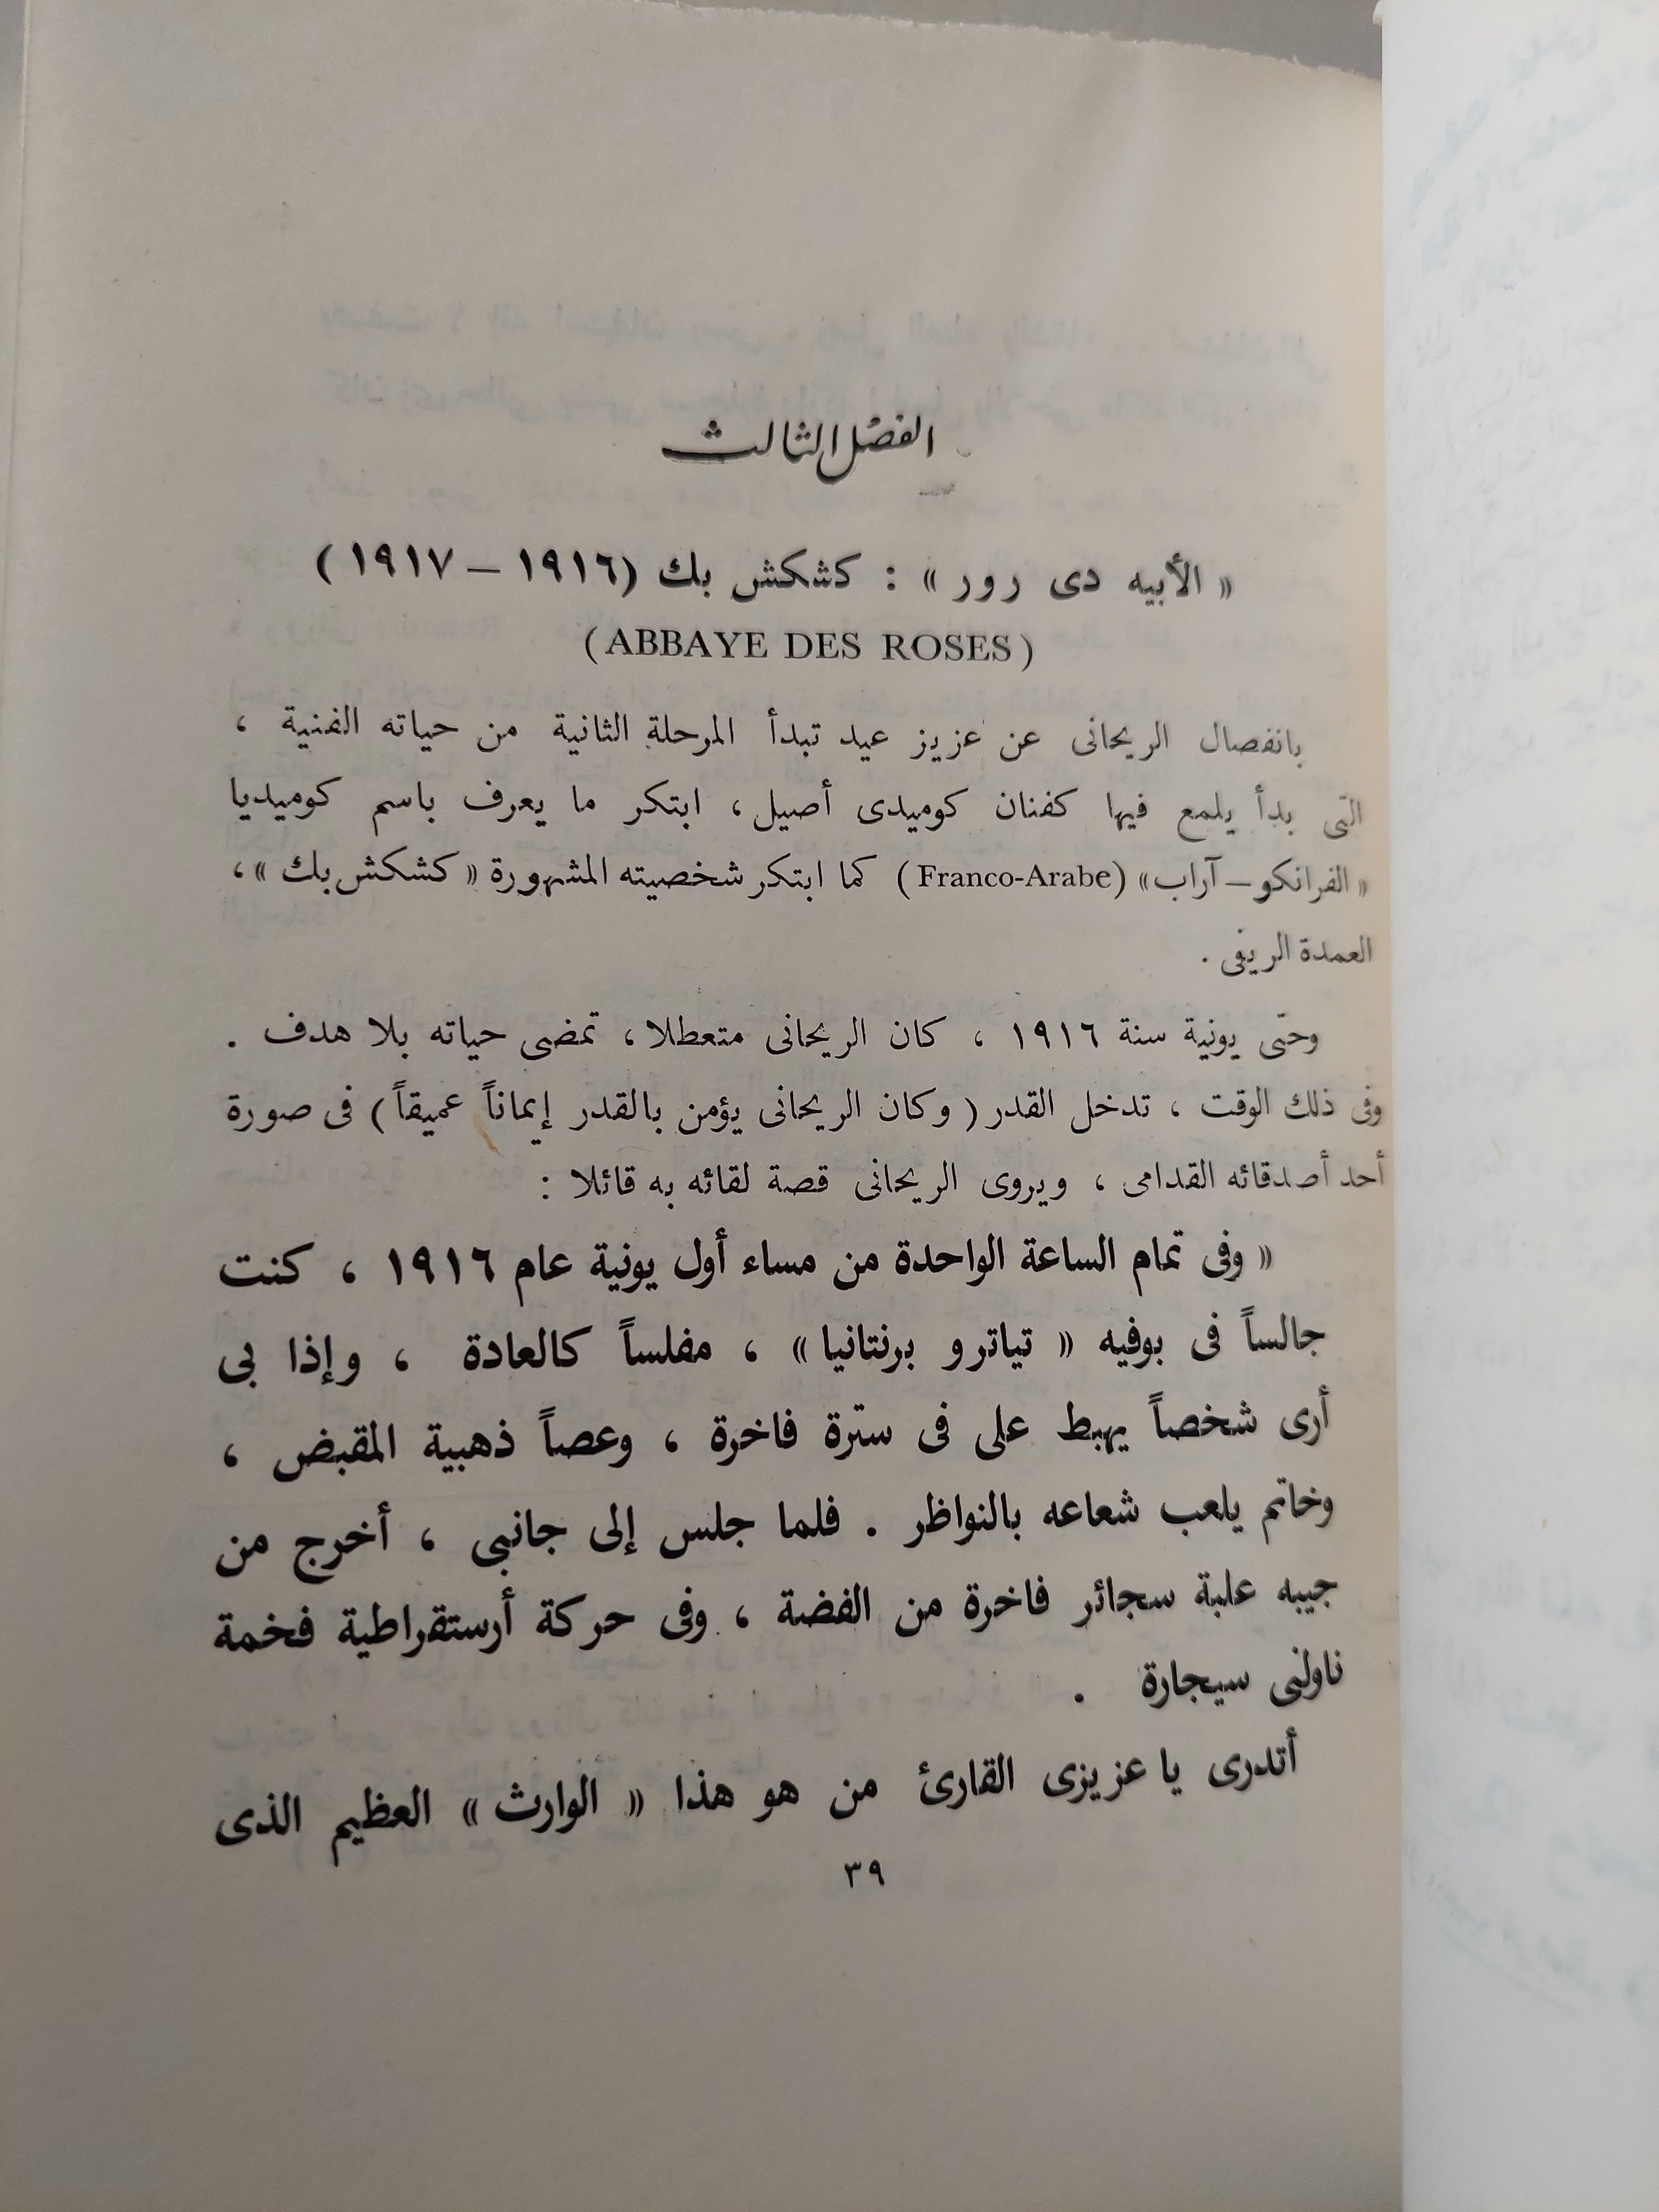 الفصل الثالث
« الأبيه دى رور » : كشكش بك (١٩١٦ – ١٩١٧)
(ABBAYE DES ROSES)
بانفصال الريحانى عن عزيز عيد تبدأ المرحلة الثانية من حياته الفنية ،
التى بدأ يلمع فيها كفنان كوميدى أصيل ، ابتكر ما يعرف باسم كوميديا
« الفرانكو – آراب » (Franco-Arabe) كما ابتكر شخصيته المشهورة « كشكش بك » ،
العمدة الريفى .
وحتى يونية سنة ١٩١٦ ، كان الريحانى متعطلا ، تمضى حياته بلا هدف .
وفى ذلك الوقت ، تدخل القدر ( وكان الريحانى يؤمن بالقدر إيماناً عميقاً ) فى صورة
أحد أصدقائه القدامى ، ويروى الريحانى قصة لقائه به قائلا :
« وفى تمام الساعة الواحدة من مساء أول يونية عام ١٩١٦ ، كنت
جالساً فى بوفيه « تياترو برنتانيا » ، مفلساً كالعادة ، وإذا بى
أرى شخصاً يهبط على فى سترة فاخرة ، وعصاً ذهبية المقبض ،
وخاتم يلعب شعاعه بالنواظر . فلما جلس إلى جانبى ، أخرج من
جيبه علبة سجائر فاخرة من الفضة ، وفى حركة أرستقراطية فخمة
ناولنى سيجارة .
أتدرى يا عزيزى القارئ من هو هذا « الوارث » العظيم الذى
٣٩